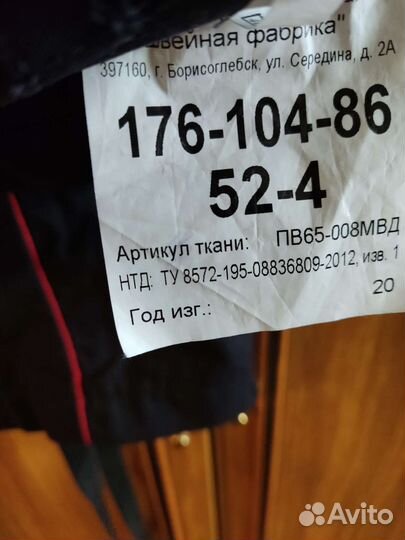 швейная фабрика"
397160, г. Борисоглебск, ул. Середина, д. 2А
176-104-86
52-4
Артикул ткани: ПВ65-008МВД
НТД: ТУ 8572-195-08836809-2012, изв. 1
Год изг.: 20
Avito